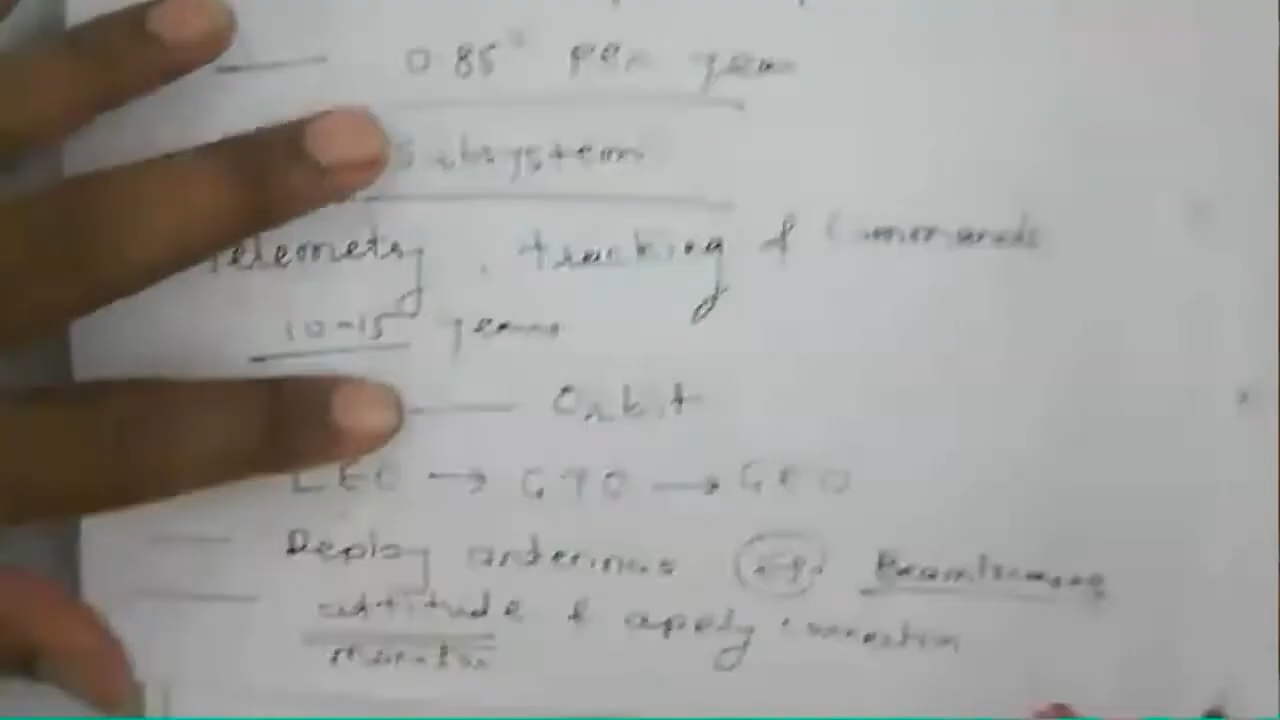 0.85° per year
Subsystem
Telemetry, tracking & Commands
10-15 years
Orbit
LEO → GTO → GEO
Deploy antennas
attitude & apply correction
monitor